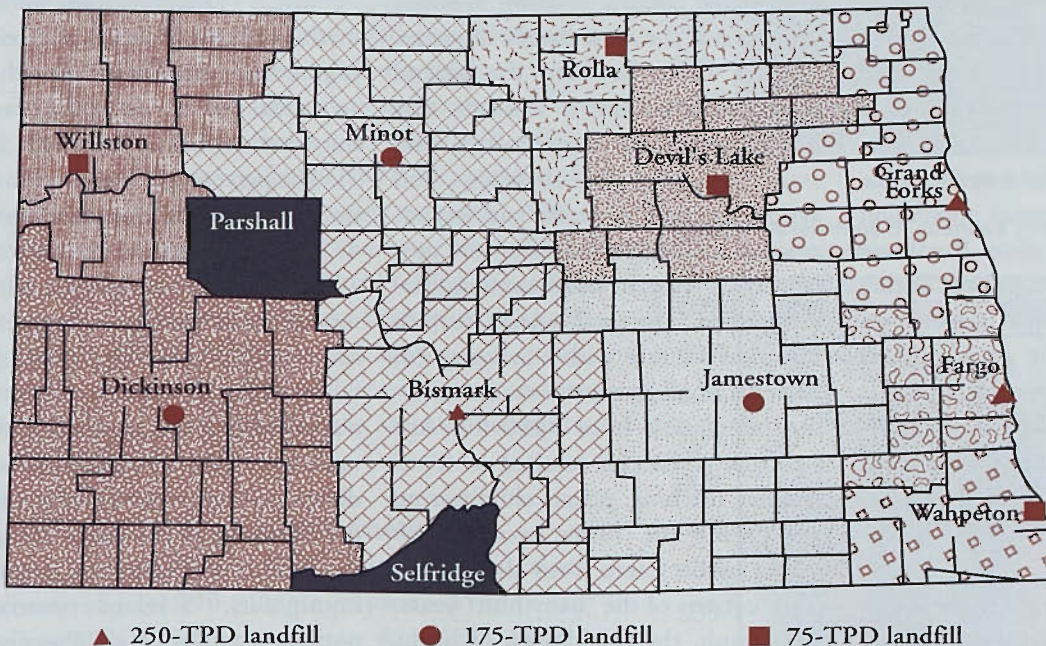 Rolla
Willston
Minot
Devil's Lake
Grand
Forks
Parshall
Dickinson
Bismark
Jamestown
Fargo
Wahpeton
Selfridge
250-TPD landfill
175-TPD landfill
75-TPD landfill